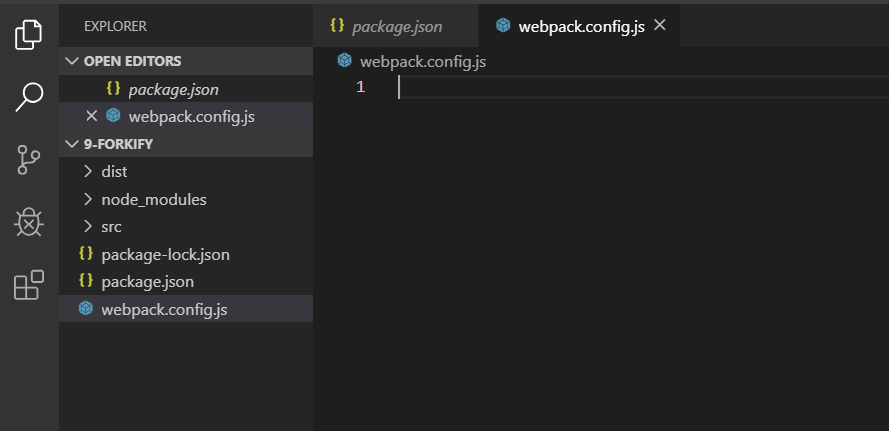 EXPLORER
OPEN EDITORS
{} package.json
webpack.config.js
9-FORKIFY
dist
node_modules
src
{} package-lock.json
{} package.json
webpack.config.js
{} package.json
webpack.config.js
webpack.config.js
1